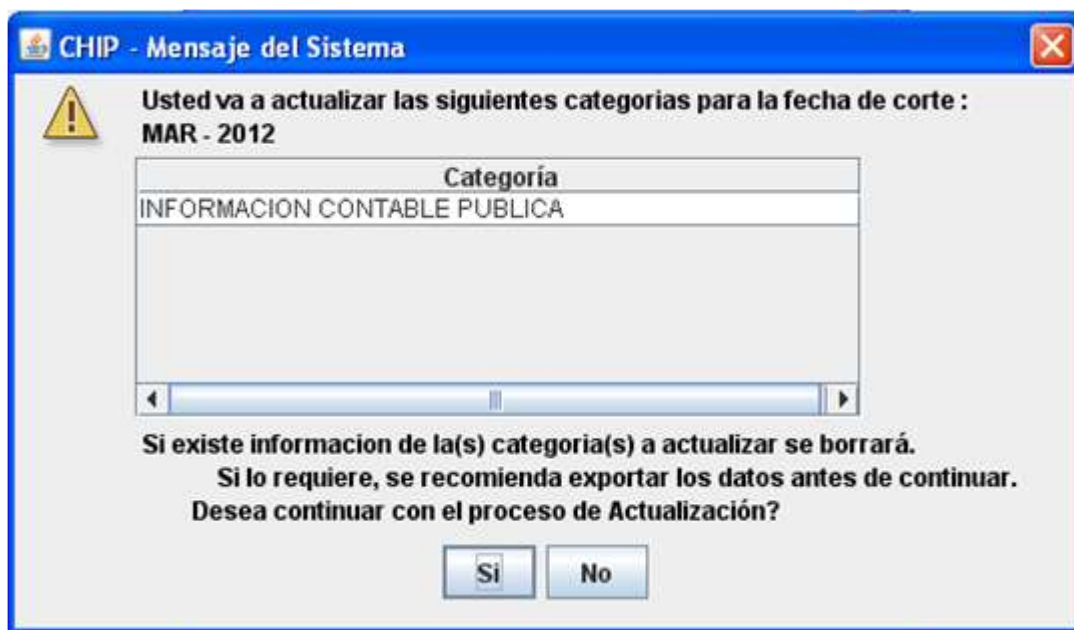 CHIP - Mensaje del Sistema
Usted va a actualizar las siguientes categorias para la fecha de corte :
MAR - 2012
Categoría
INFORMACION CONTABLE PUBLICA
Si existe informacion de la(s) categoria(s) a actualizar se borrará.
Si lo requiere, se recomienda exportar los datos antes de continuar.
Desea continuar con el proceso de Actualización?
Si No